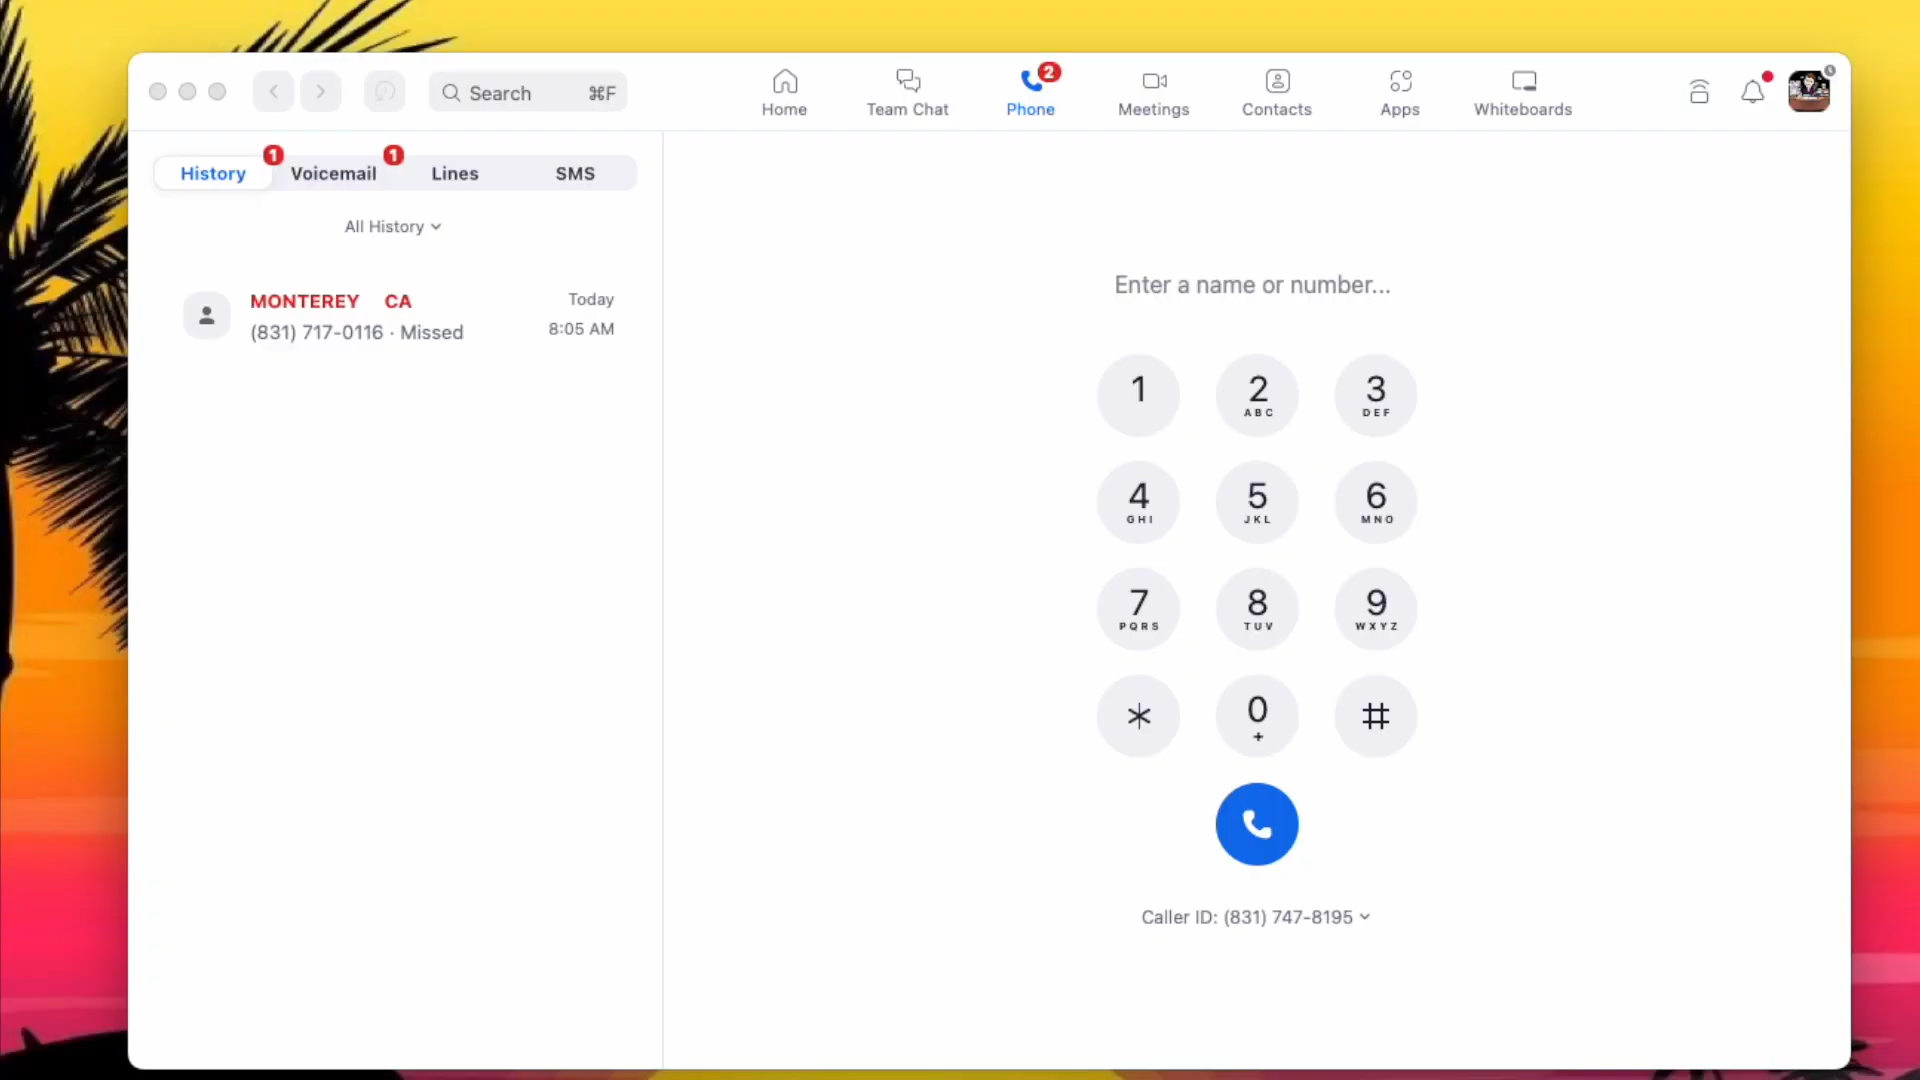 Search ⌘F
Home
Team Chat
2
Phone
Meetings
Contacts
Apps
Whiteboards
History 1
Voicemail 1
Lines
SMS
All History
MONTEREY CA
Today
(831) 717-0116 · Missed
8:05 AM
Enter a name or number...
1
2
ABC
3
DEF
4
GHI
5
JKL
6
MNO
7
PQRS
8
TUV
9
WXYZ
*
0
+
#
Caller ID: (831) 747-8195